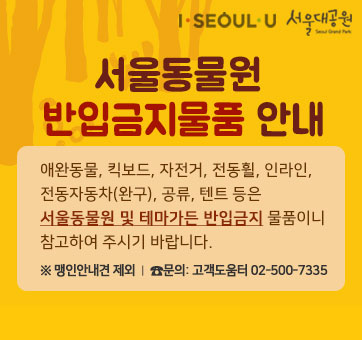 I·SEOUL·U 서울대공원
Seoul Grand Park
서울동물원
반입금지물품 안내
애완동물, 킥보드, 자전거, 전동휠, 인라인,
전동자동차(완구), 공류, 텐트 등은
서울동물원 및 테마가든 반입금지 물품이니
참고하여 주시기 바랍니다.
※ 맹인안내견 제외 | ☎문의: 고객도움터 02-500-7335